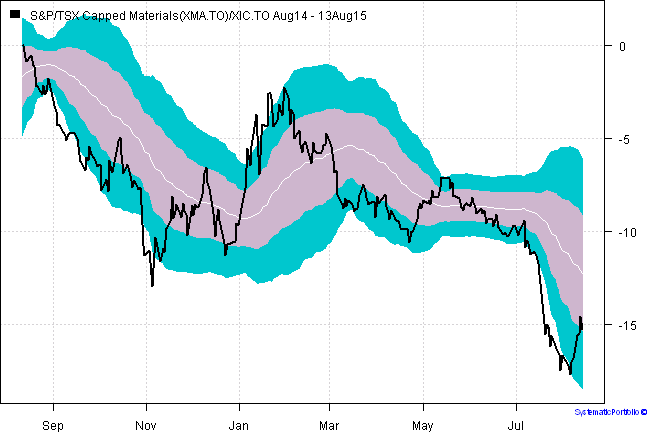 S&P/TSX Capped Materials(XMA.TO)/XIC.TO Aug14 - 13Aug15
0
-5
-10
-15
Sep Nov Jan Mar May Jul
SystematicPortfolio ©